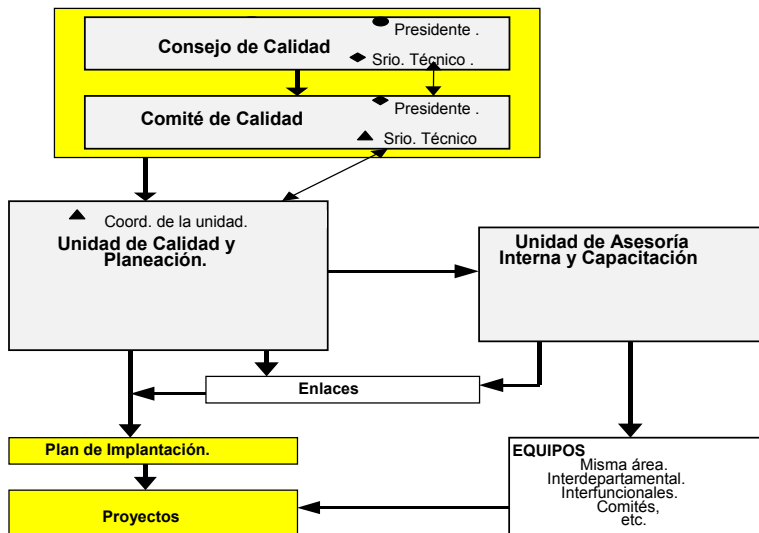 Presidente .
Consejo de Calidad
Srio. Técnico .
Presidente .
Comité de Calidad
Srio. Técnico
Coord. de la unidad.
Unidad de Calidad y
Planeación.
Unidad de Asesoría
Interna y Capacitación
Enlaces
Plan de Implantación.
EQUIPOS
Misma área.
Interdepartamental.
Interfuncionales.
Comités,
etc.
Proyectos